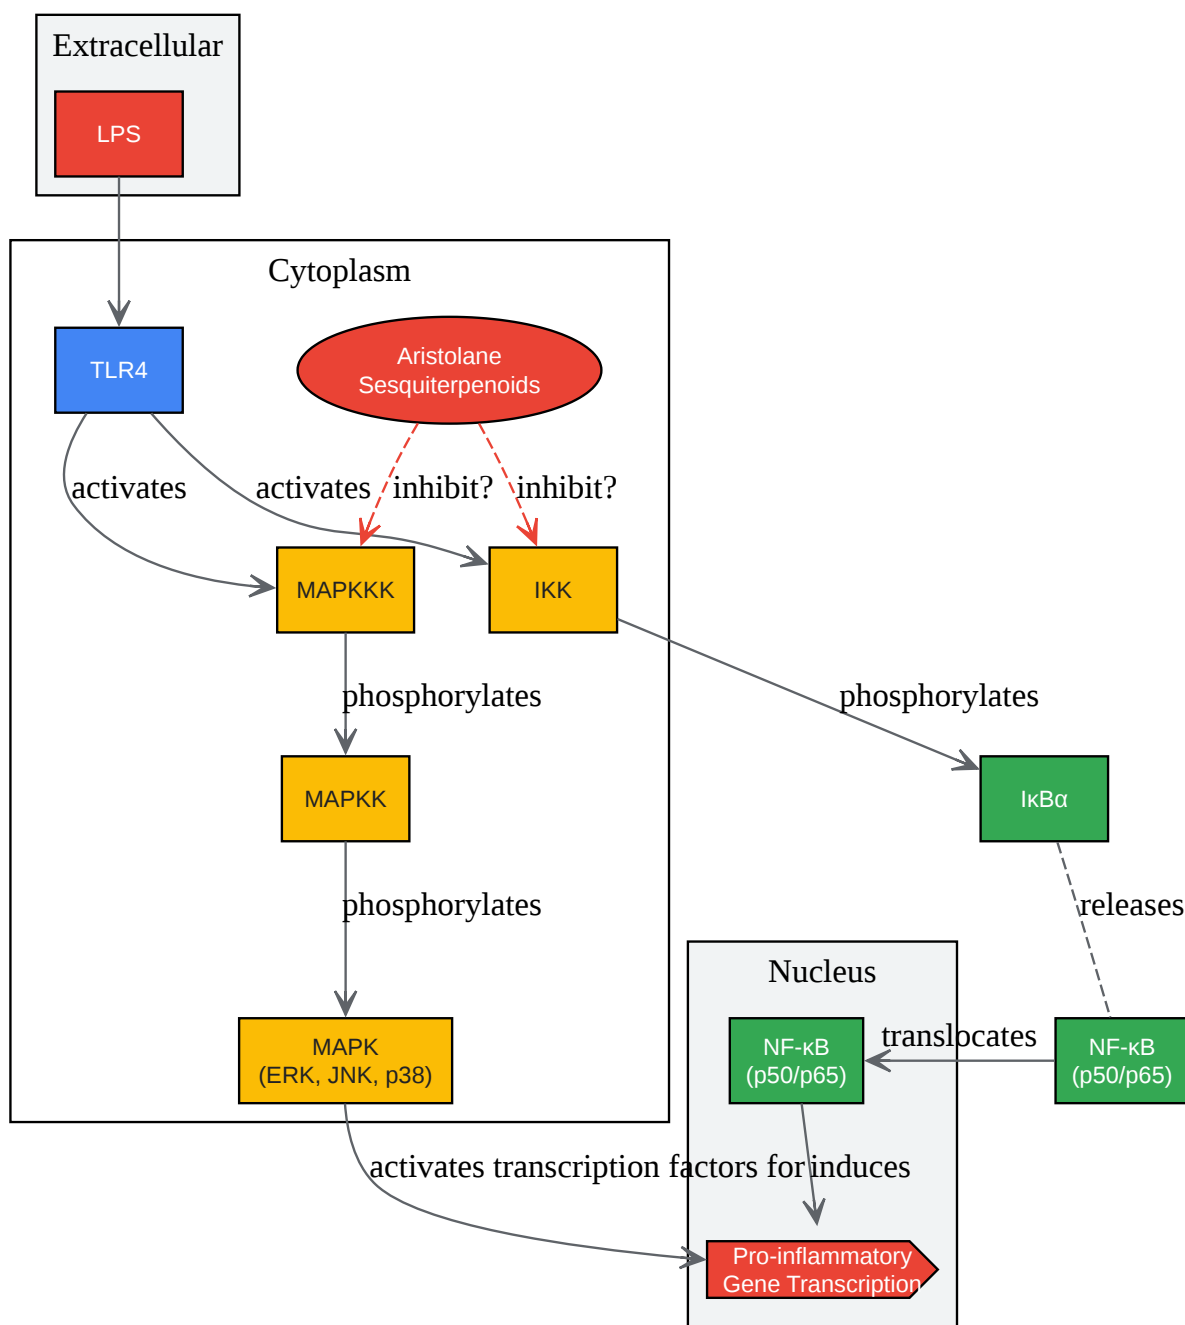 Extracellular
LPS
Cytoplasm
TLR4
Aristolane
Sesquiterpenoids
activates
activates
inhibit?
inhibit?
MAPKKK
IKK
phosphorylates
phosphorylates
MAPKK
IκBα
phosphorylates
releases
Nucleus
MAPK
(ERK, JNK, p38)
NF-κB
(p50/p65)
translocates
NF-κB
(p50/p65)
activates transcription factors for
induces
Pro-inflammatory
Gene Transcription